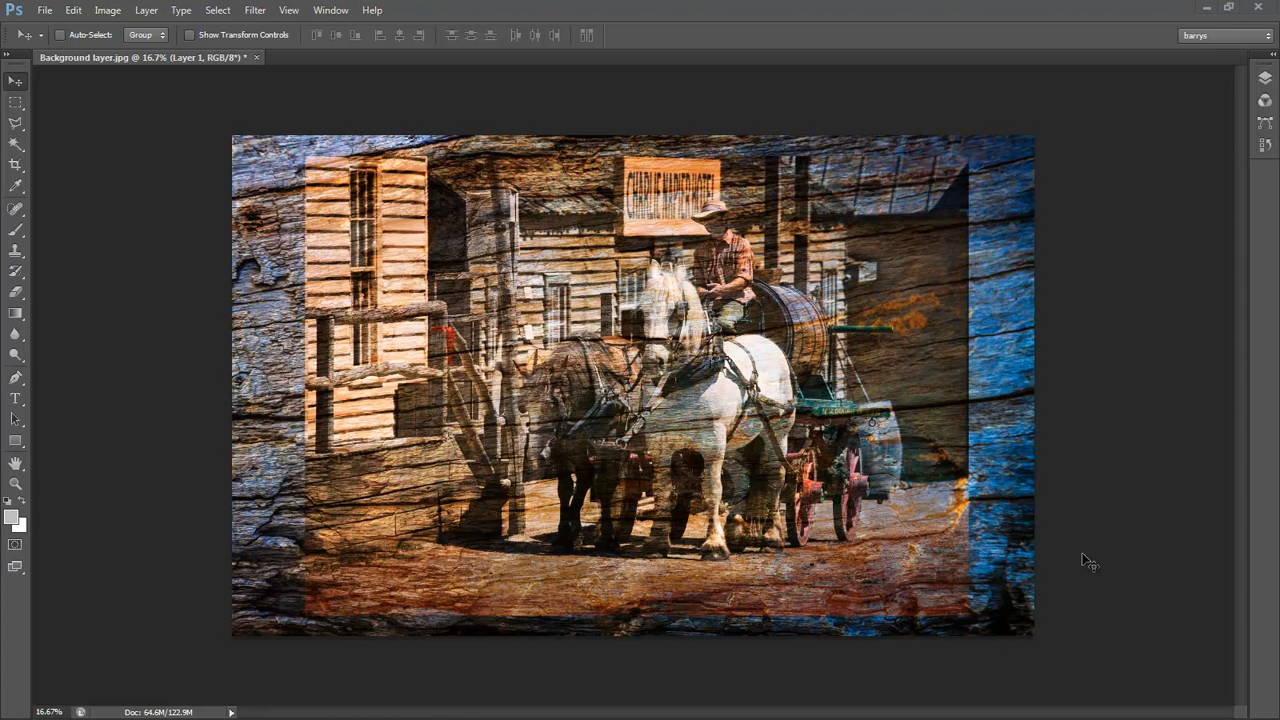 Ps File Edit Image Layer Type Select Filter View Window Help
Auto-Select: Group Show Transform Controls barrys
Background layer.jpg @ 16.7% (Layer 1, RGB/8*) * ×
T
16.67% Doc: 64.6M/122.9M